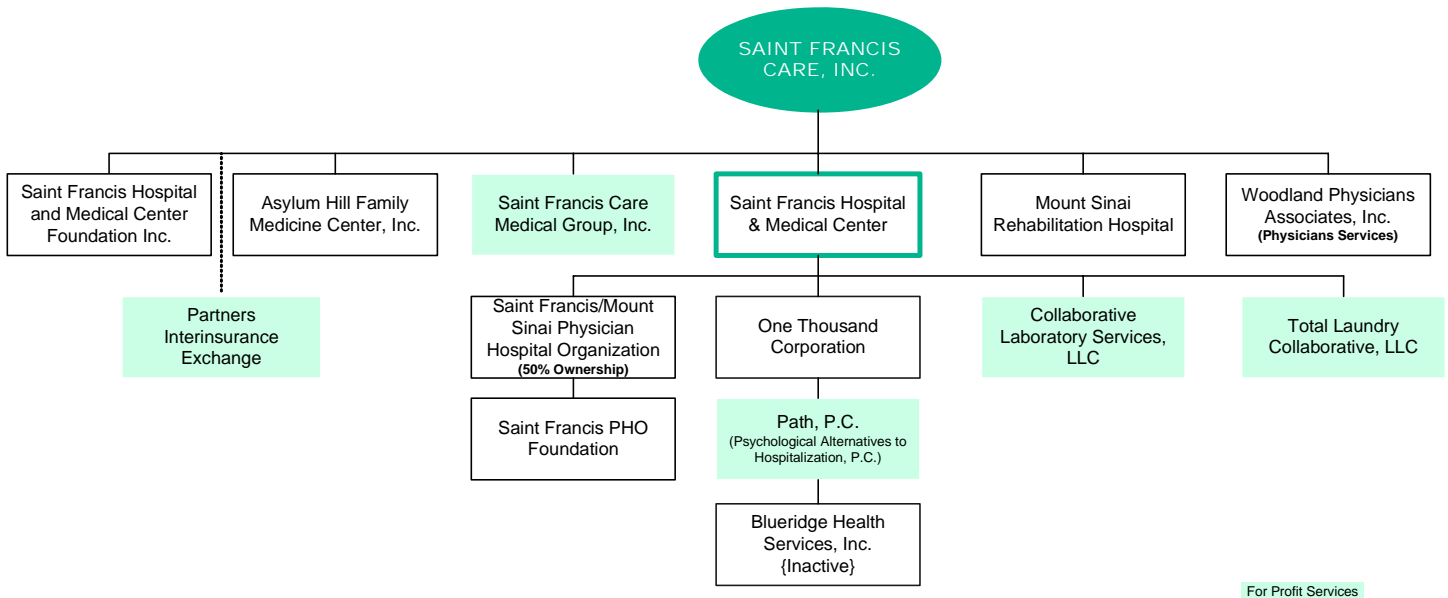 SAINT FRANCIS
CARE, INC.
Saint Francis Hospital
and Medical Center
Foundation Inc.
Asylum Hill Family
Medicine Center, Inc.
Saint Francis Care
Medical Group, Inc.
Saint Francis Hospital
& Medical Center
Mount Sinai
Rehabilitation Hospital
Woodland Physicians
Associates, Inc.
(Physicians Services)
Partners
Interinsurance
Exchange
Saint Francis/Mount
Sinai Physician
Hospital Organization
(50% Ownership)
One Thousand
Corporation
Collaborative
Laboratory Services,
LLC
Total Laundry
Collaborative, LLC
Saint Francis PHO
Foundation
Path, P.C.
(Psychological Alternatives to
Hospitalization, P.C.)
Blueridge Health
Services, Inc.
{Inactive}
For Profit Services